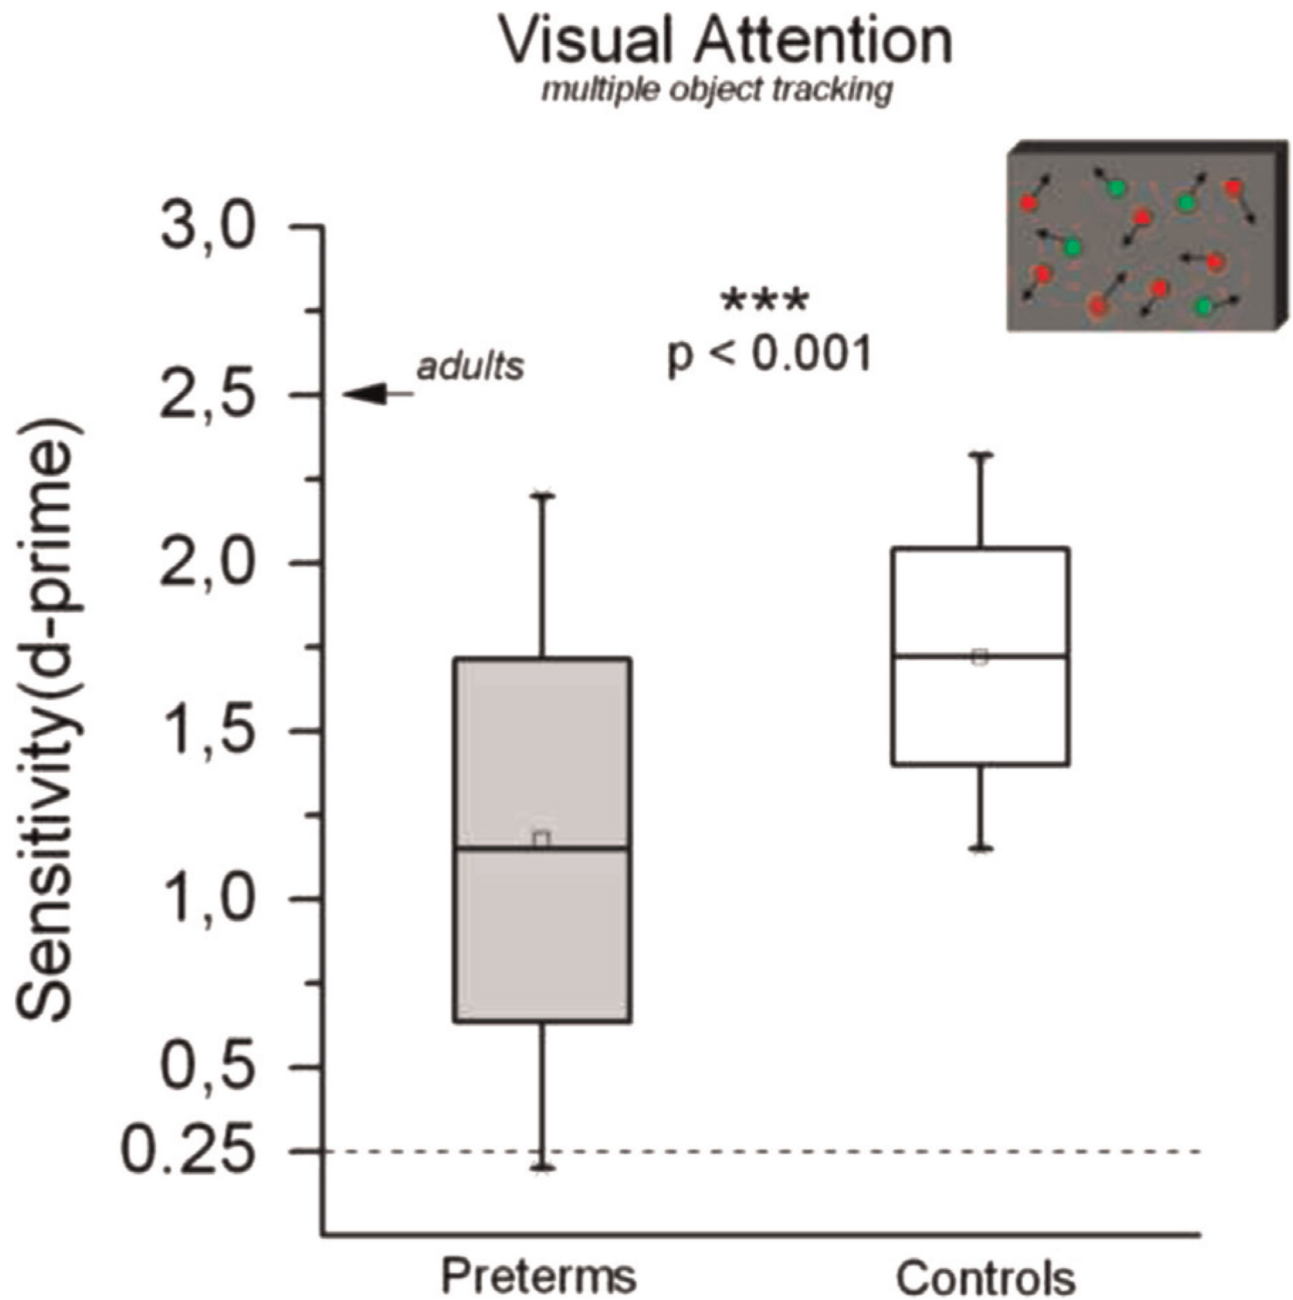 Visual Attention
multiple object tracking
3,0
***
p < 0.001
adults
2,5
2,0
1,5
1,0
0,5
0.25
Sensitivity(d-prime)
Preterms
Controls